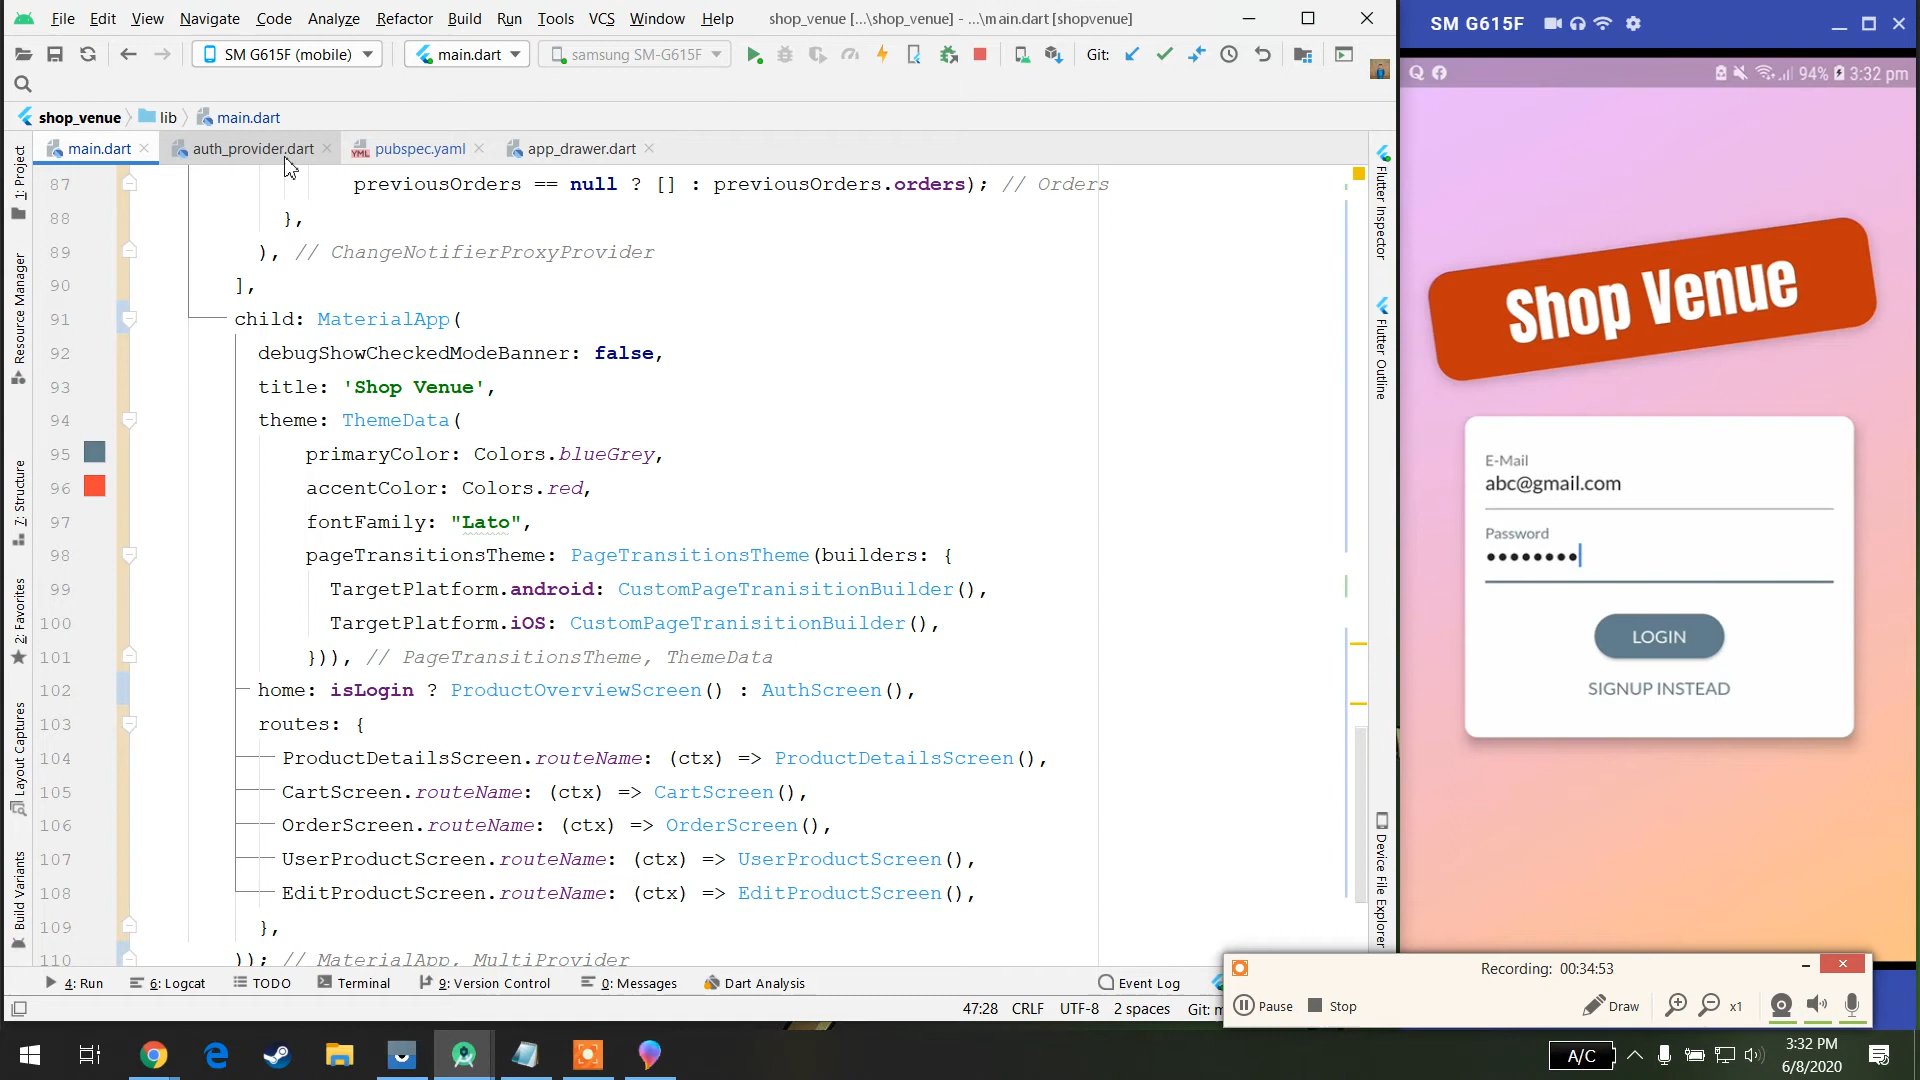 File Edit View Navigate Code Analyze Refactor Build Run Tools VCS Window Help shop_venue [...\shop_venue] - ...\main.dart [shopvenue]
SM G615F (mobile) main.dart samsung SM-G615F Git:
shop_venue lib main.dart
main.dart auth_provider.dart pubspec.yaml app_drawer.dart
87 previousOrders == null ? [] : previousOrders.orders); // Orders
88 },
89 ), // ChangeNotifierProxyProvider
90 ],
91 child: MaterialApp(
92 debugShowCheckedModeBanner: false,
93 title: 'Shop Venue',
94 theme: ThemeData(
95 primaryColor: Colors.blueGrey,
96 accentColor: Colors.red,
97 fontFamily: "Lato",
98 pageTransitionsTheme: PageTransitionsTheme(builders: {
99 TargetPlatform.android: CustomPageTranisitionBuilder(),
100 TargetPlatform.iOS: CustomPageTranisitionBuilder(),
101 })), // PageTransitionsTheme, ThemeData
102 home: isLogin ? ProductOverviewScreen() : AuthScreen(),
103 routes: {
104 ProductDetailsScreen.routeName: (ctx) => ProductDetailsScreen(),
105 CartScreen.routeName: (ctx) => CartScreen(),
106 OrderScreen.routeName: (ctx) => OrderScreen(),
107 UserProductScreen.routeName: (ctx) => UserProductScreen(),
108 EditProductScreen.routeName: (ctx) => EditProductScreen(),
109 },
110 )); // MaterialApp, MultiProvider
1: Project
Resource Manager
7: Structure
2: Favorites
Layout Captures
Build Variants
Flutter Inspector
Flutter Outline
Device File Explorer
4: Run 6: Logcat TODO Terminal 9: Version Control 0: Messages Dart Analysis Event Log
47:28 CRLF UTF-8 2 spaces Git: m
SM G615F
94% 3:32 pm
Shop Venue
E-Mail
abc@gmail.com
Password
••••••••
LOGIN
SIGNUP INSTEAD
Recording: 00:34:53
Pause Stop Draw x1
A/C
3:32 PM
6/8/2020